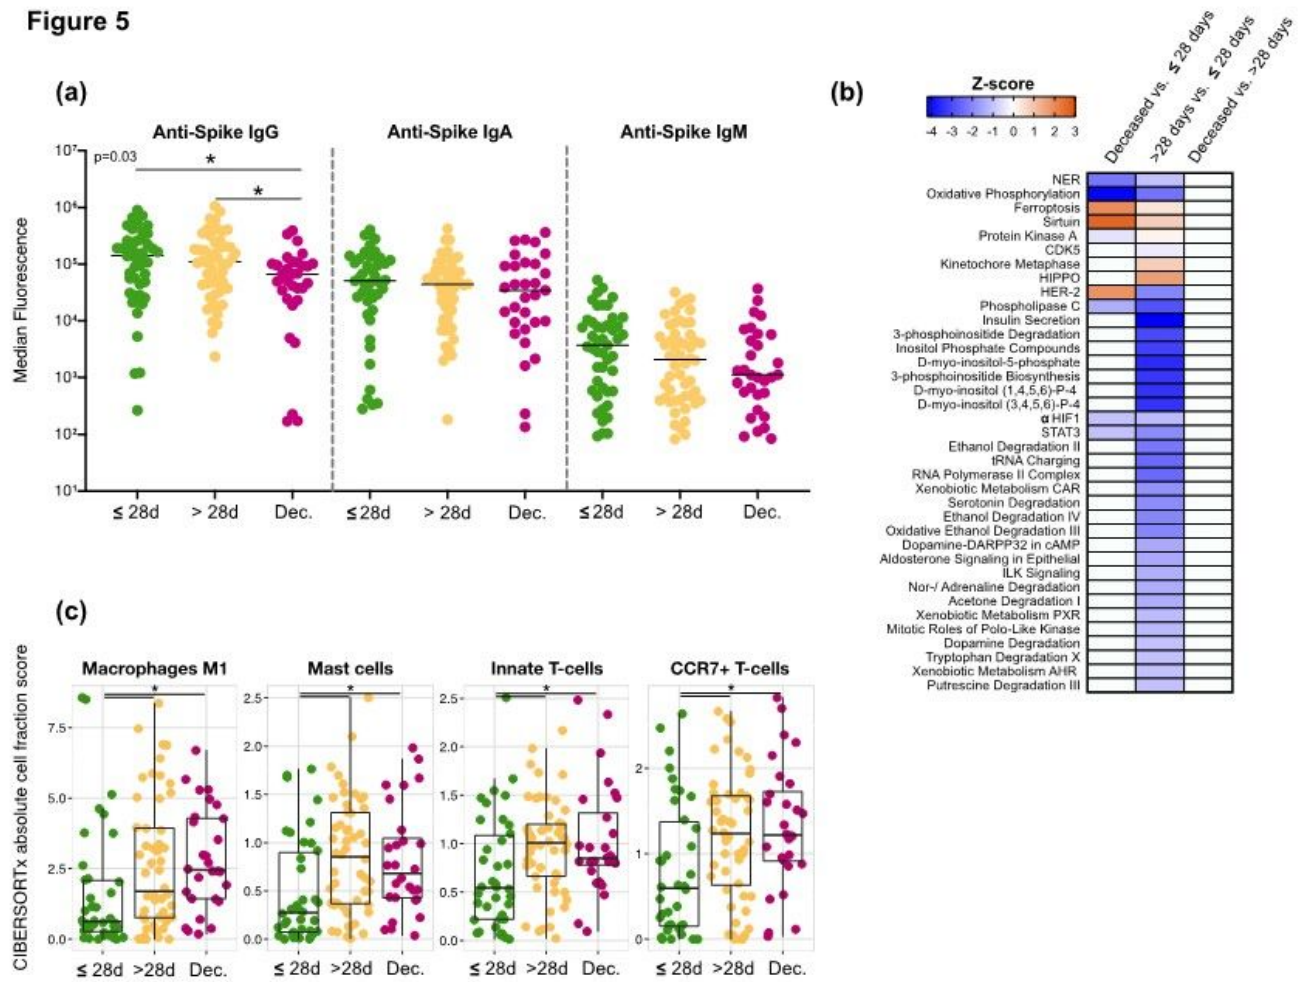 Figure 5
(a)
Anti-Spike IgG
Anti-Spike IgA
Anti-Spike IgM
p=0.03
*
*
Median Fluorescence
10⁷
10⁶
10⁵
10⁴
10³
10²
10¹
≤ 28d
> 28d
Dec.
≤ 28d
> 28d
Dec.
≤ 28d
> 28d
Dec.
(b)
Z-score
-4 -3 -2 -1 0 1 2 3
Deceased vs. ≤ 28 days
>28 days vs. ≤ 28 days
Deceased vs. >28 days
NER
Oxidative Phosphorylation
Ferroptosis
Sirtuin
Protein Kinase A
CDK5
Kinetochore Metaphase
HIPPO
HER-2
Phospholipase C
Insulin Secretion
3-phosphoinositide Degradation
Inositol Phosphate Compounds
D-myo-inositol-5-phosphate
3-phosphoinositide Biosynthesis
D-myo-inositol (1,4,5,6)-P-4
D-myo-inositol (3,4,5,6)-P-4
α HIF1
STAT3
Ethanol Degradation II
tRNA Charging
RNA Polymerase II Complex
Xenobiotic Metabolism CAR
Serotonin Degradation
Ethanol Degradation IV
Oxidative Ethanol Degradation III
Dopamine-DARPP32 in cAMP
Aldosterone Signaling in Epithelial
ILK Signaling
Nor-/ Adrenaline Degradation
Acetone Degradation I
Xenobiotic Metabolism PXR
Mitotic Roles of Polo-Like Kinase
Dopamine Degradation
Tryptophan Degradation X
Xenobiotic Metabolism AHR
Putrescine Degradation III
(c)
CIBERSORTx absolute cell fraction score
Macrophages M1
*
7.5
5.0
2.5
0.0
≤ 28d >28d Dec.
Mast cells
*
2.5
2.0
1.5
1.0
0.5
0.0
≤ 28d >28d Dec.
Innate T-cells
*
2.5
2.0
1.5
1.0
0.5
0.0
≤ 28d >28d Dec.
CCR7+ T-cells
*
2
1
0
≤ 28d >28d Dec.